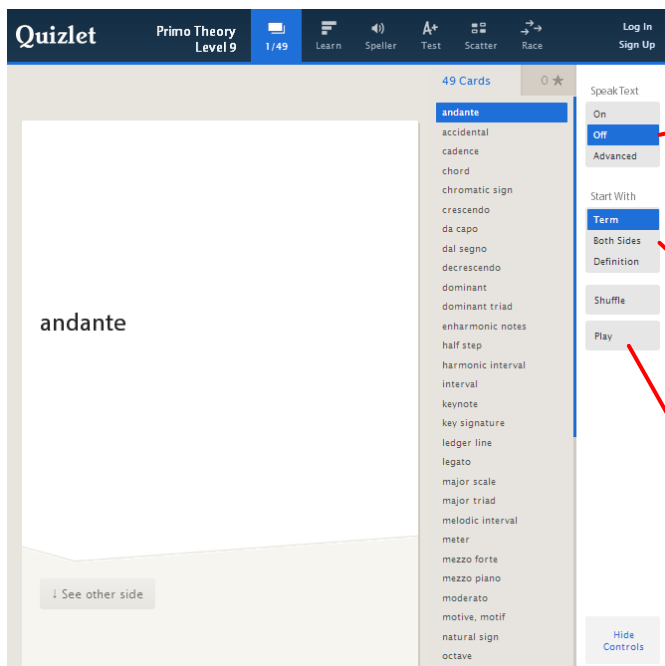 Quizlet
Primo Theory
Level 9
1/49
Learn
Speller
A+
Test
Scatter
Race
Log In
Sign Up
49 Cards
0 ★
andante
accidental
cadence
chord
chromatic sign
crescendo
da capo
dal segno
decrescendo
dominant
dominant triad
enharmonic notes
half step
harmonic interval
interval
keynote
key signature
ledger line
legato
major scale
major triad
melodic interval
meter
mezzo forte
mezzo piano
moderato
motive, motif
natural sign
octave
andante
↓ See other side
Speak Text
On
Off
Advanced
Start With
Term
Both Sides
Definition
Shuffle
Play
Hide
Controls